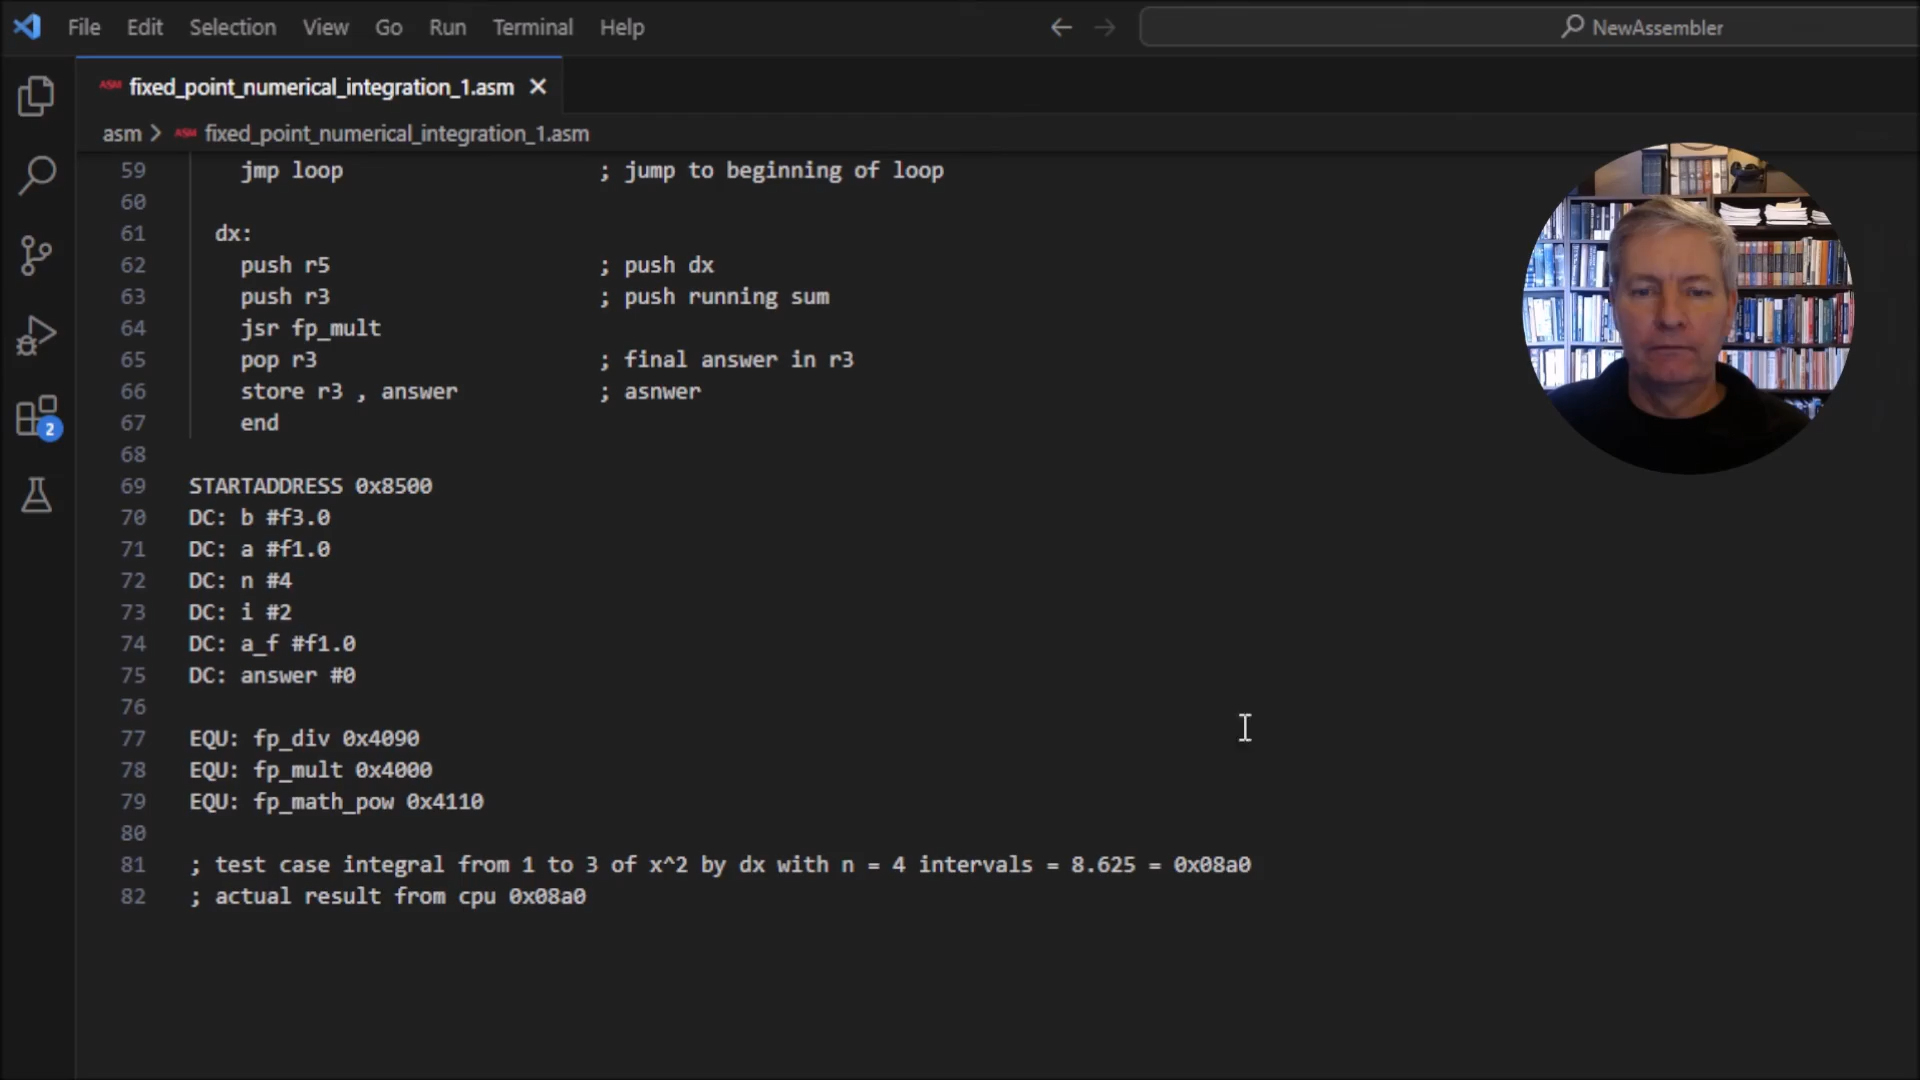 File Edit Selection View Go Run Terminal Help NewAssembler
ASM fixed_point_numerical_integration_1.asm
asm > ASM fixed_point_numerical_integration_1.asm
59 jmp loop ; jump to beginning of loop
60
61 dx:
62 push r5 ; push dx
63 push r3 ; push running sum
64 jsr fp_mult
65 pop r3 ; final answer in r3
66 store r3 , answer ; asnwer
67 end
68
69 STARTADDRESS 0x8500
70 DC: b #f3.0
71 DC: a #f1.0
72 DC: n #4
73 DC: i #2
74 DC: a_f #f1.0
75 DC: answer #0
76
77 EQU: fp_div 0x4090
78 EQU: fp_mult 0x4000
79 EQU: fp_math_pow 0x4110
80
81 ; test case integral from 1 to 3 of x^2 by dx with n = 4 intervals = 8.625 = 0x08a0
82 ; actual result from cpu 0x08a0
2